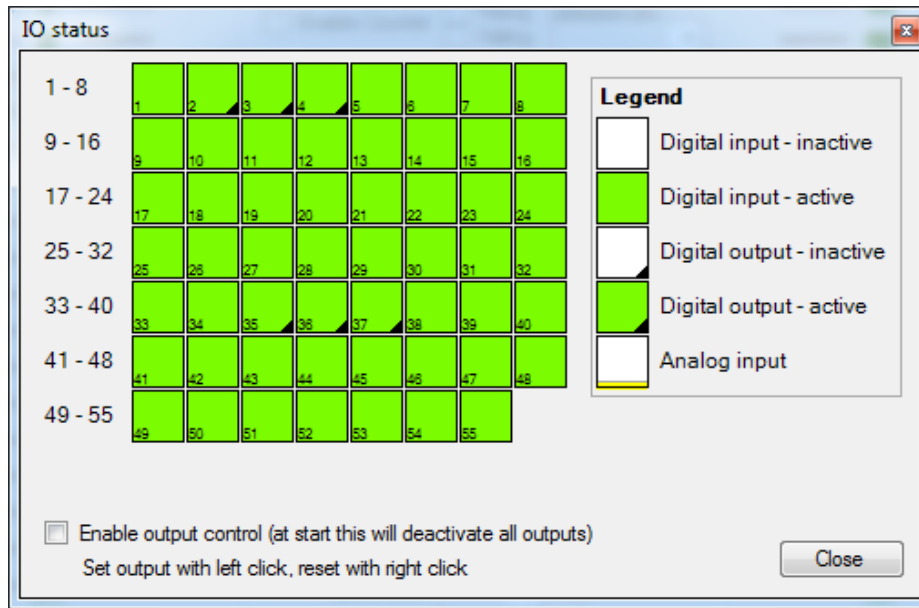 IO status
1 - 8
1 2 3 4 5 6 7 8
9 - 16
9 10 11 12 13 14 15 16
17 - 24
17 18 19 20 21 22 23 24
25 - 32
25 26 27 28 29 30 31 32
33 - 40
33 34 35 36 37 38 39 40
41 - 48
41 42 43 44 45 46 47 48
49 - 55
49 50 51 52 53 54 55
Legend
Digital input - inactive
Digital input - active
Digital output - inactive
Digital output - active
Analog input
Enable output control (at start this will deactivate all outputs)
Set output with left click, reset with right click
Close